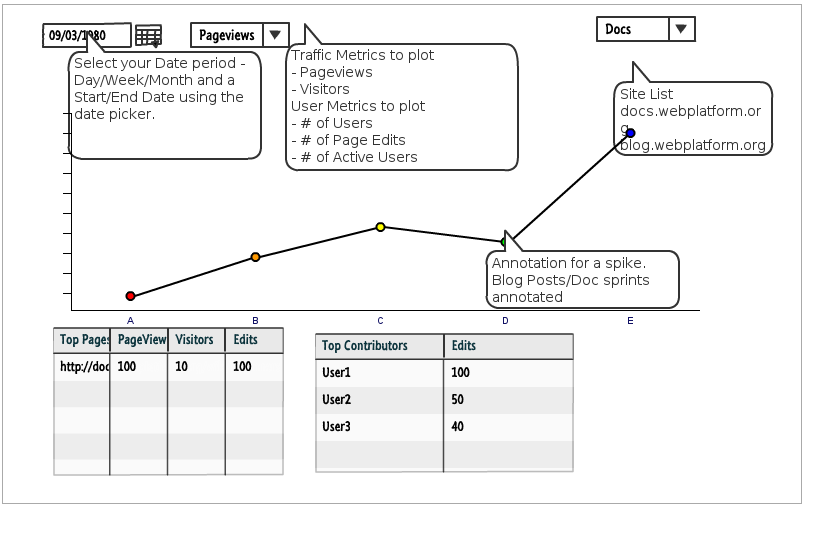 09/03/1980
Pageviews
Docs
Select your Date period -
Day/Week/Month and a
Start/End Date using the
date picker.
Traffic Metrics to plot
- Pageviews
- Visitors
User Metrics to plot
- # of Users
- # of Page Edits
- # of Active Users
Site List
docs.webplatform.or
g
blog.webplatform.org
Annotation for a spike.
Blog Posts/Doc sprints
annotated
A B C D E
Top Pages PageView Visitors Edits
http://doc 100 10 100
Top Contributors Edits
User1 100
User2 50
User3 40